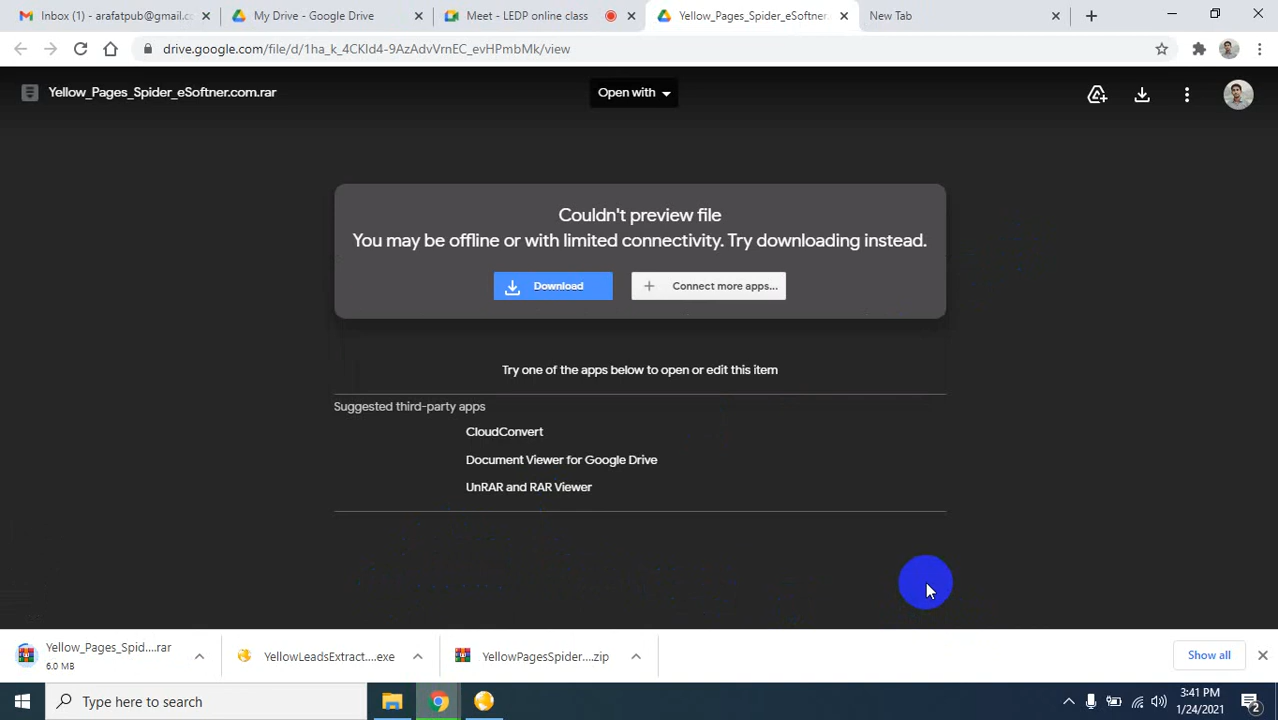 Inbox (1) - arafatpub@gmail.c
My Drive - Google Drive
Meet - LEDP online class
Yellow_Pages_Spider_eSoftner.
New Tab
drive.google.com/file/d/1ha_k_4CKId4-9AzAdvVrnEC_evHPmbMk/view
Yellow_Pages_Spider_eSoftner.com.rar
Open with
Couldn't preview file
You may be offline or with limited connectivity. Try downloading instead.
Download
Connect more apps...
Try one of the apps below to open or edit this item
Suggested third-party apps
CloudConvert
Document Viewer for Google Drive
UnRAR and RAR Viewer
Yellow_Pages_Spid....rar
6.0 MB
YellowLeadsExtract....exe
YellowPagesSpider....zip
Show all
Type here to search
3:41 PM
1/24/2021
2